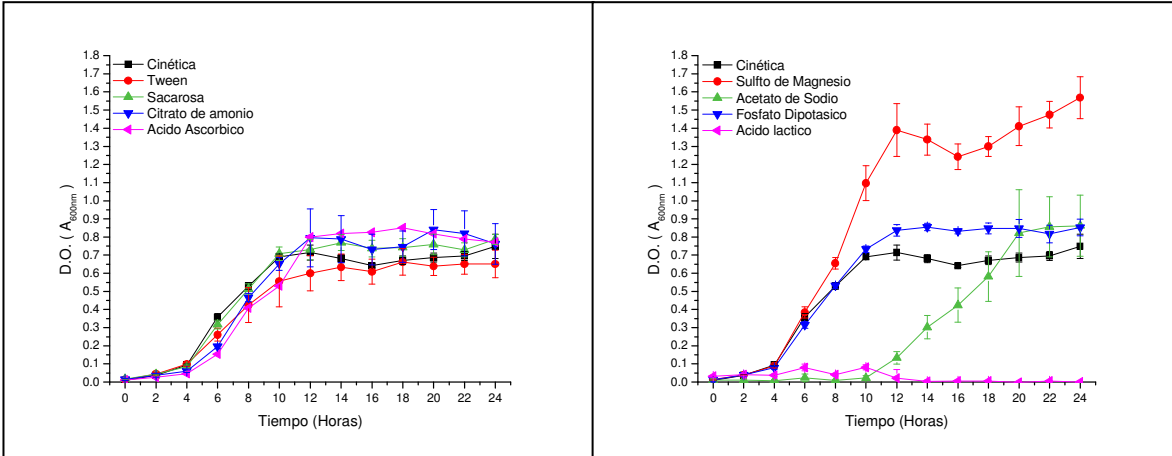 1.8
1.7
1.6
1.5
1.4
1.3
1.2
1.1
1.0
0.9
0.8
0.7
0.6
0.5
0.4
0.3
0.2
0.1
0.0
D.O. ( A600nm)
Cinética
Tween
Sacarosa
Citrato de amonio
Acido Ascorbico
0 2 4 6 8 10 12 14 16 18 20 22 24
Tiempo (Horas)
1.8
1.7
1.6
1.5
1.4
1.3
1.2
1.1
1.0
0.9
0.8
0.7
0.6
0.5
0.4
0.3
0.2
0.1
0.0
D.O. ( A600nm)
Cinética
Sulfto de Magnesio
Acetato de Sodio
Fosfato Dipotasico
Acido lactico
0 2 4 6 8 10 12 14 16 18 20 22 24
Tiempo (Horas)